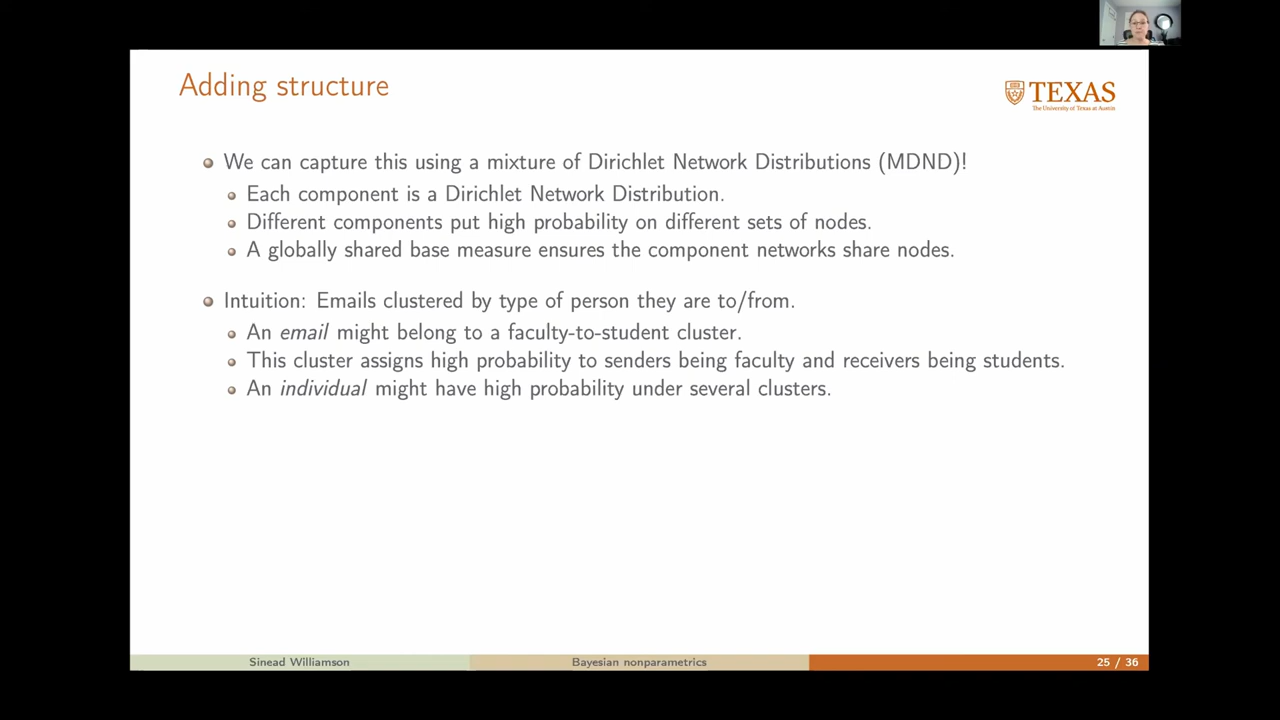 Adding structure
TEXAS
The University of Texas at Austin
We can capture this using a mixture of Dirichlet Network Distributions (MDND)!
Each component is a Dirichlet Network Distribution.
Different components put high probability on different sets of nodes.
A globally shared base measure ensures the component networks share nodes.
Intuition: Emails clustered by type of person they are to/from.
An email might belong to a faculty-to-student cluster.
This cluster assigns high probability to senders being faculty and receivers being students.
An individual might have high probability under several clusters.
Sinead Williamson
Bayesian nonparametrics
25 / 36